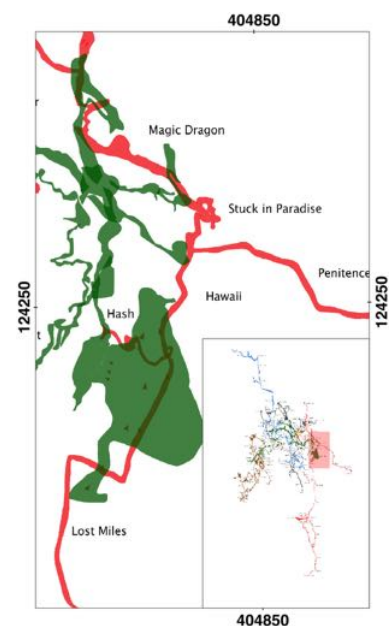 404850
r
Magic Dragon
Stuck in Paradise
Penitence
124250
124250
Hawaii
Hash
t
Lost Miles
404850